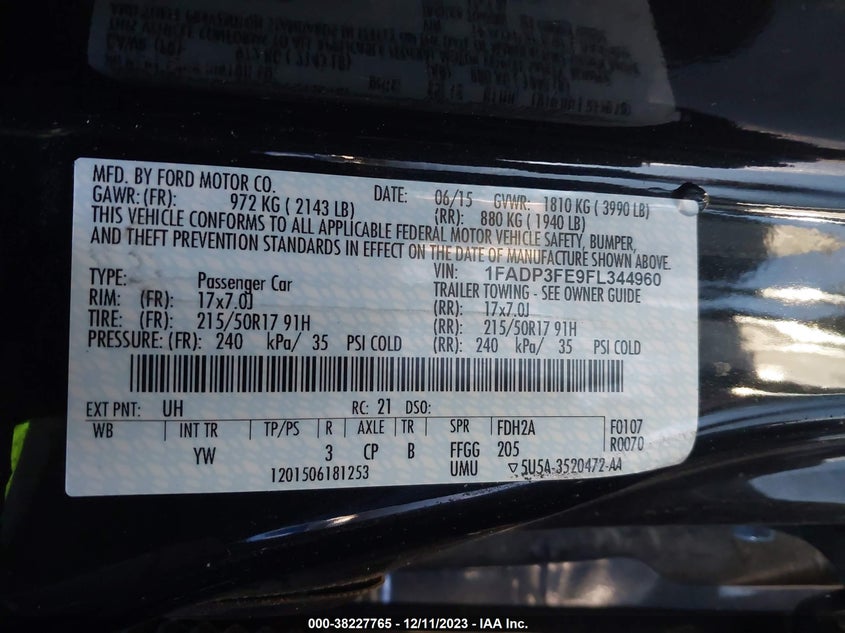 MFD. BY FORD MOTOR CO. DATE: 06/15 GVWR: 1810 KG ( 3990 LB)
GAWR: (FR): 972 KG ( 2143 LB) (RR): 880 KG ( 1940 LB)
THIS VEHICLE CONFORMS TO ALL APPLICABLE FEDERAL MOTOR VEHICLE SAFETY, BUMPER,
AND THEFT PREVENTION STANDARDS IN EFFECT ON THE DATE OF MANUFACTURE SHOWN ABOVE.
VIN: 1FADP3FE9FL344960
TYPE: Passenger Car TRAILER TOWING - SEE OWNER GUIDE
RIM: (FR): 17x7.0J (RR): 17x7.0J
TIRE: (FR): 215/50R17 91H (RR): 215/50R17 91H
PRESSURE: (FR): 240 kPa/ 35 PSI COLD (RR): 240 kPa/ 35 PSI COLD
EXT PNT: UH RC: 21 DSO:
WB INT TR TP/PS R AXLE TR SPR FDH2A F0107
YW 3 CP B FFGG 205 R0070
1201506181253 UMU ▽5U5A-3520472-AA
000-38227765 - 12/11/2023 - IAA Inc.